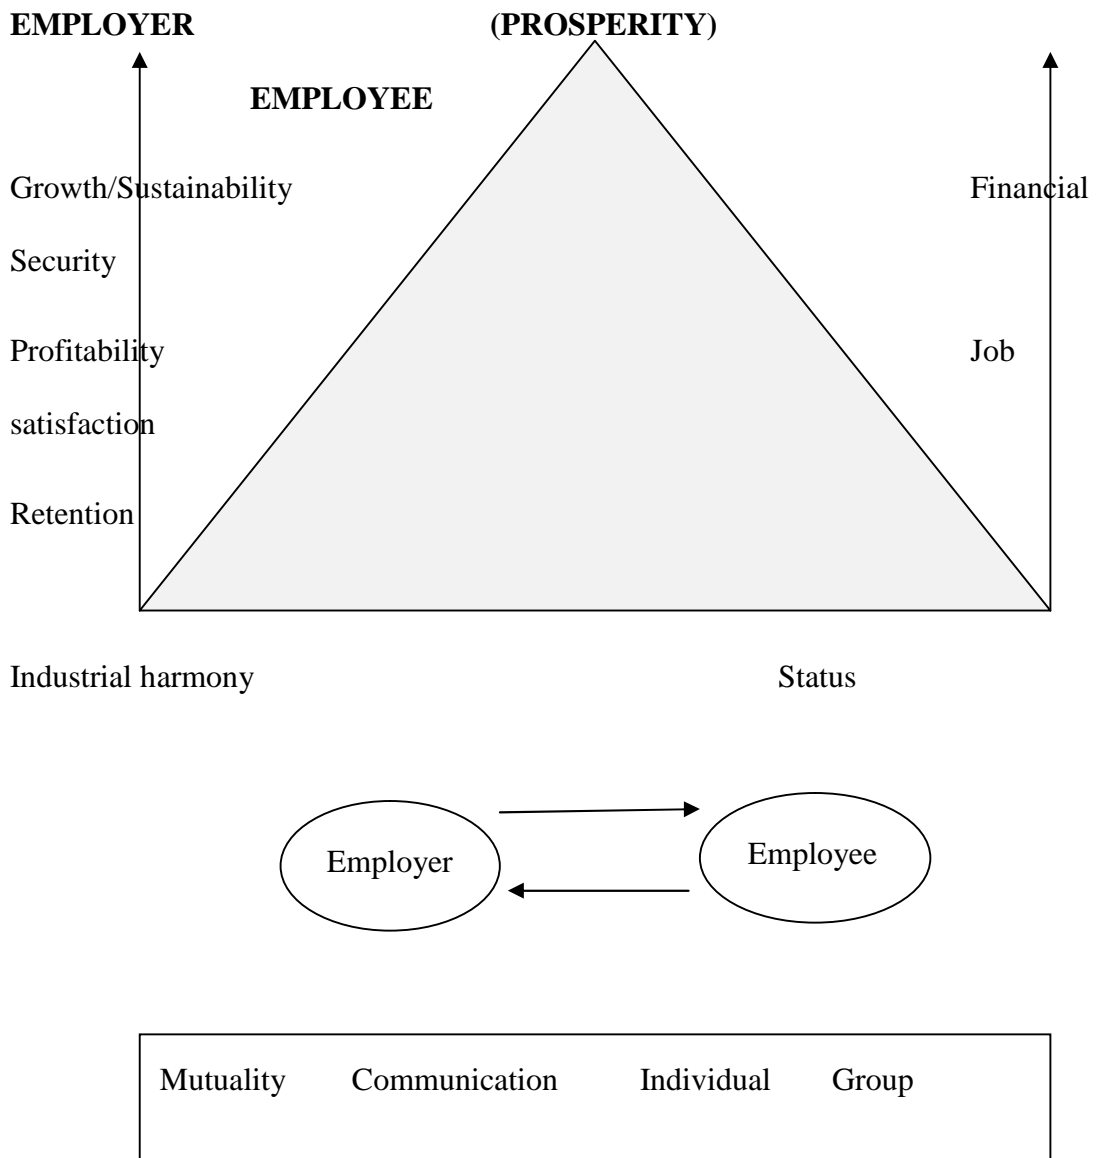 EMPLOYER (PROSPERITY)
EMPLOYEE
Growth/Sustainability Financial
Security
Profitability Job
satisfaction
Retention
Industrial harmony Status
Employer Employee
Mutuality Communication Individual Group